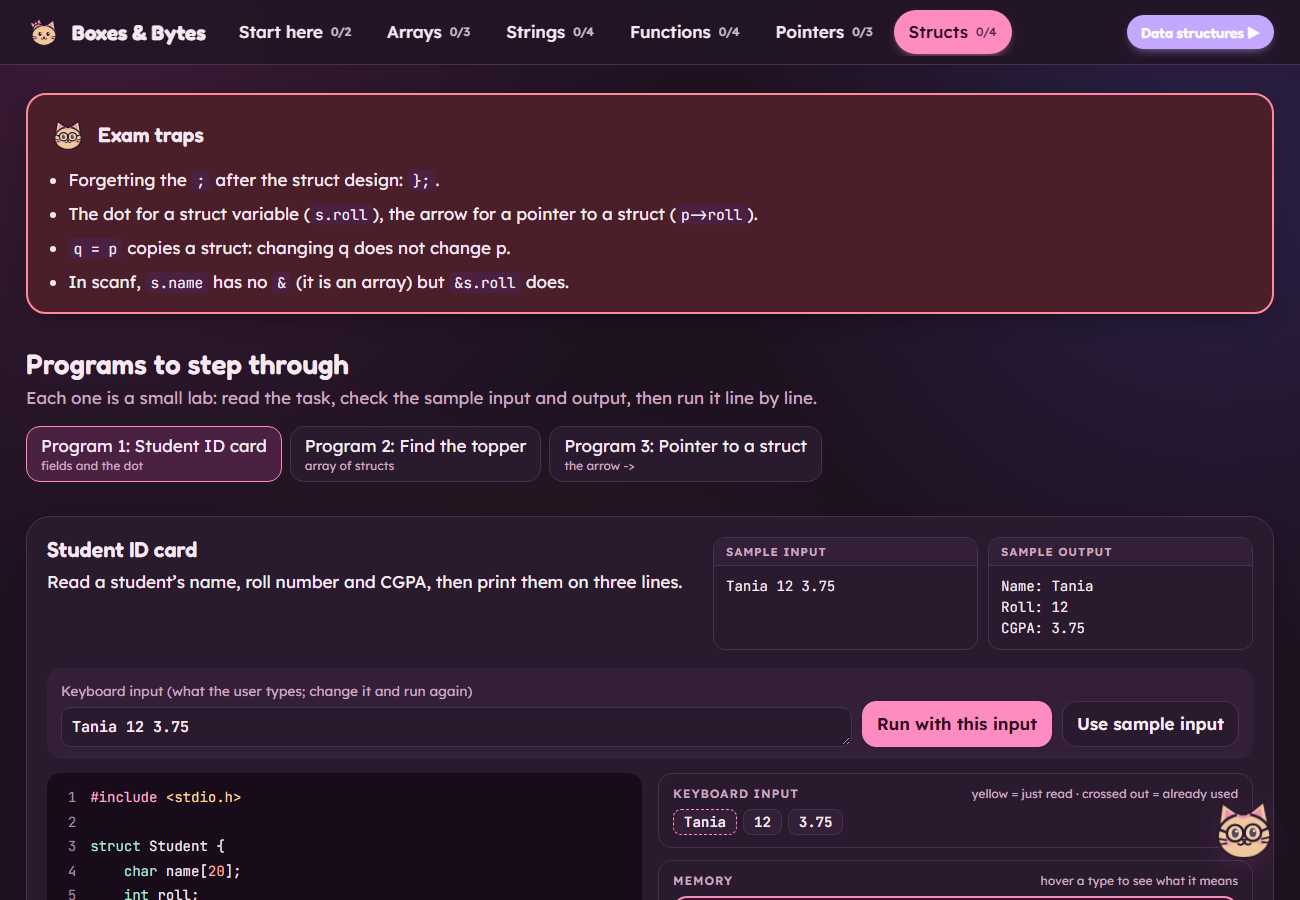 Boxes & Bytes
Start here 0/2
Arrays 0/3
Strings 0/4
Functions 0/4
Pointers 0/3
Structs 0/4
Data structures ▶
Exam traps
• Forgetting the ; after the struct design: };.
• The dot for a struct variable ( s.roll ), the arrow for a pointer to a struct ( p->roll ).
• q = p copies a struct: changing q does not change p.
• In scanf, s.name has no & (it is an array) but &s.roll does.
Programs to step through
Each one is a small lab: read the task, check the sample input and output, then run it line by line.
Program 1: Student ID card
fields and the dot
Program 2: Find the topper
array of structs
Program 3: Pointer to a struct
the arrow ->
Student ID card
Read a student's name, roll number and CGPA, then print them on three lines.
SAMPLE INPUT
Tania 12 3.75
SAMPLE OUTPUT
Name: Tania
Roll: 12
CGPA: 3.75
Keyboard input (what the user types; change it and run again)
Tania 12 3.75
Run with this input
Use sample input
1 #include <stdio.h>
2
3 struct Student {
4 char name[20];
5 int roll;
KEYBOARD INPUT
yellow = just read · crossed out = already used
Tania 12 3.75
MEMORY
hover a type to see what it means